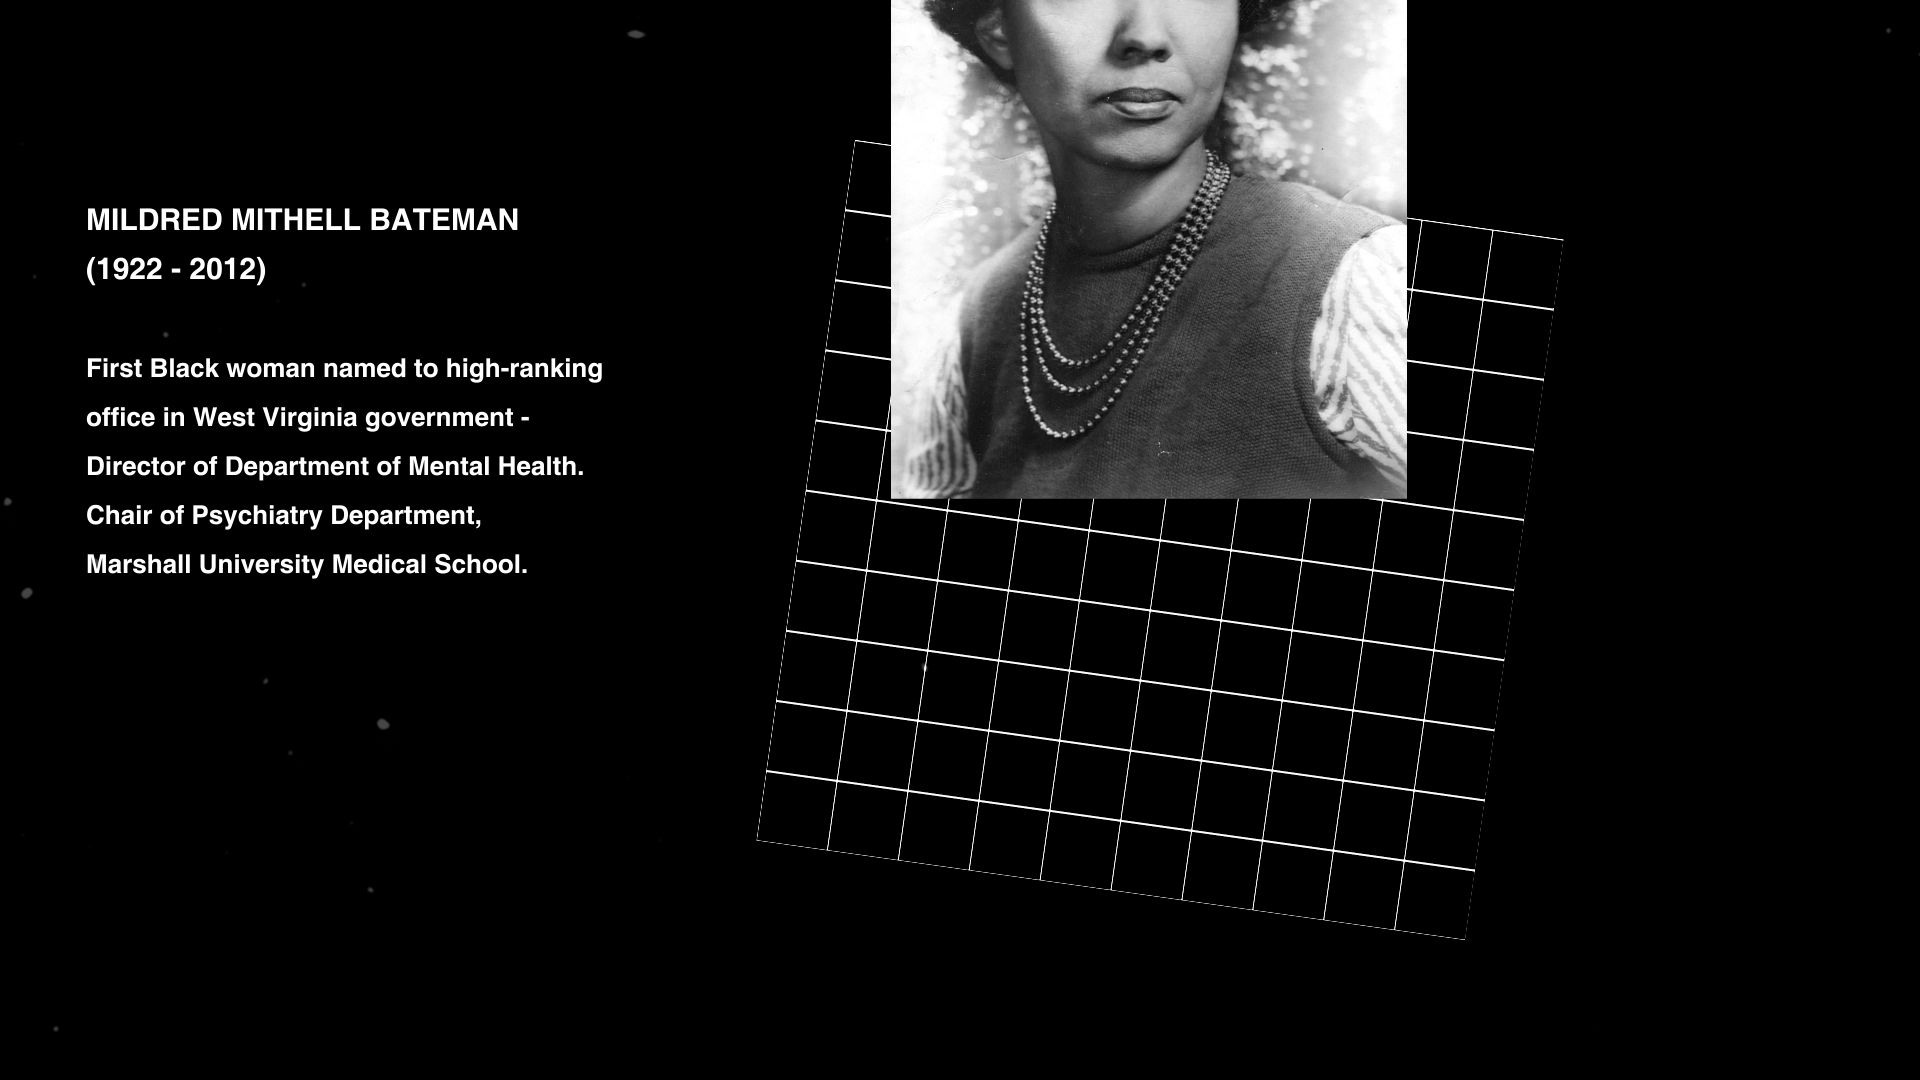 MILDRED MITHELL BATEMAN
(1922 - 2012)
First Black woman named to high-ranking
office in West Virginia government -
Director of Department of Mental Health.
Chair of Psychiatry Department,
Marshall University Medical School.